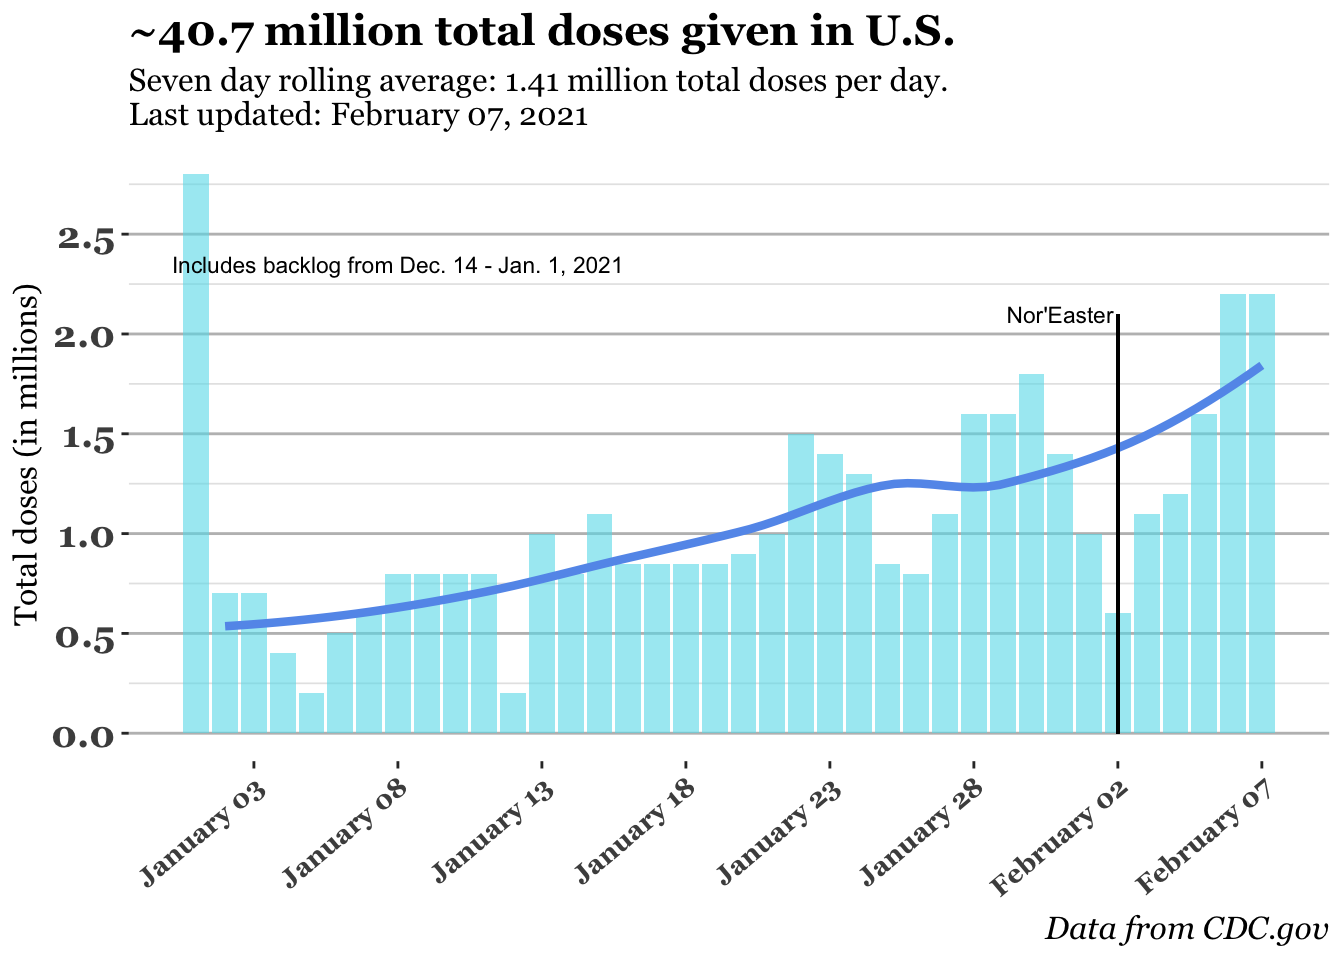 ~40.7 million total doses given in U.S.
Seven day rolling average: 1.41 million total doses per day.
Last updated: February 07, 2021
Total doses (in millions)
2.5
2.0
1.5
1.0
0.5
0.0
Includes backlog from Dec. 14 - Jan. 1, 2021
Nor'Easter
January 03
January 08
January 13
January 18
January 23
January 28
February 02
February 07
Data from CDC.gov